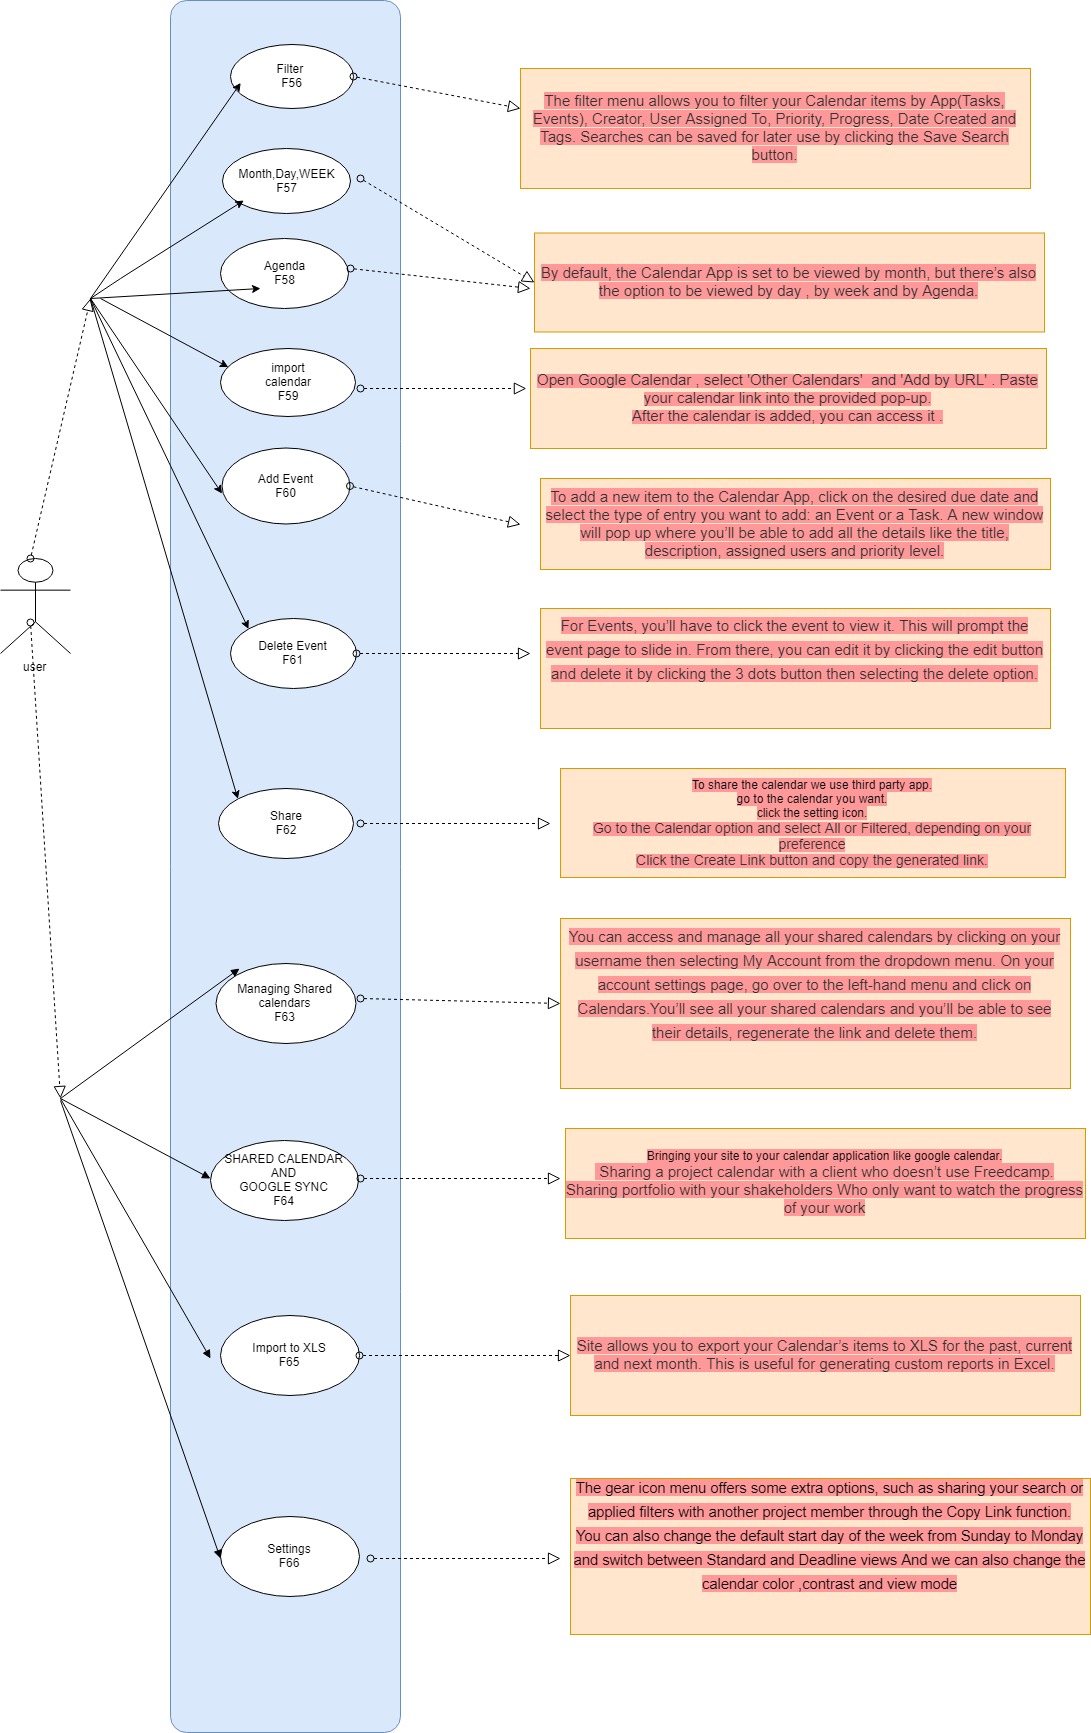 Filter
F56
The filter menu allows you to filter your Calendar items by App(Tasks,
Events), Creator, User Assigned To, Priority, Progress, Date Created and
Tags. Searches can be saved for later use by clicking the Save Search
button.
Month,Day,WEEK
F57
Agenda
F58
By default, the Calendar App is set to be viewed by month, but there’s also
the option to be viewed by day , by week and by Agenda.
import
calendar
F59
Open Google Calendar , select 'Other Calendars'  and 'Add by URL' . Paste
your calendar link into the provided pop-up.
After the calendar is added, you can access it .
Add Event
F60
To add a new item to the Calendar App, click on the desired due date and
select the type of entry you want to add: an Event or a Task. A new window
will pop up where you’ll be able to add all the details like the title,
description, assigned users and priority level.
user
Delete Event
F61
For Events, you’ll have to click the event to view it. This will prompt the
event page to slide in. From there, you can edit it by clicking the edit button
and delete it by clicking the 3 dots button then selecting the delete option.
Share
F62
To share the calendar we use third party app.
go to the calendar you want.
click the setting icon.
Go to the Calendar option and select All or Filtered, depending on your
preference
Click the Create Link button and copy the generated link.
Managing Shared
calendars
F63
You can access and manage all your shared calendars by clicking on your
username then selecting My Account from the dropdown menu. On your
account settings page, go over to the left-hand menu and click on
Calendars.You’ll see all your shared calendars and you’ll be able to see
their details, regenerate the link and delete them.
SHARED CALENDAR
AND
GOOGLE SYNC
F64
Bringing your site to your calendar application like google calendar.
Sharing a project calendar with a client who doesn’t use Freedcamp.
Sharing portfolio with your shakeholders Who only want to watch the progress
of your work
Import to XLS
F65
Site allows you to export your Calendar’s items to XLS for the past, current
and next month. This is useful for generating custom reports in Excel.
Settings
F66
The gear icon menu offers some extra options, such as sharing your search or
applied filters with another project member through the Copy Link function.
You can also change the default start day of the week from Sunday to Monday
and switch between Standard and Deadline views And we can also change the
calendar color ,contrast and view mode